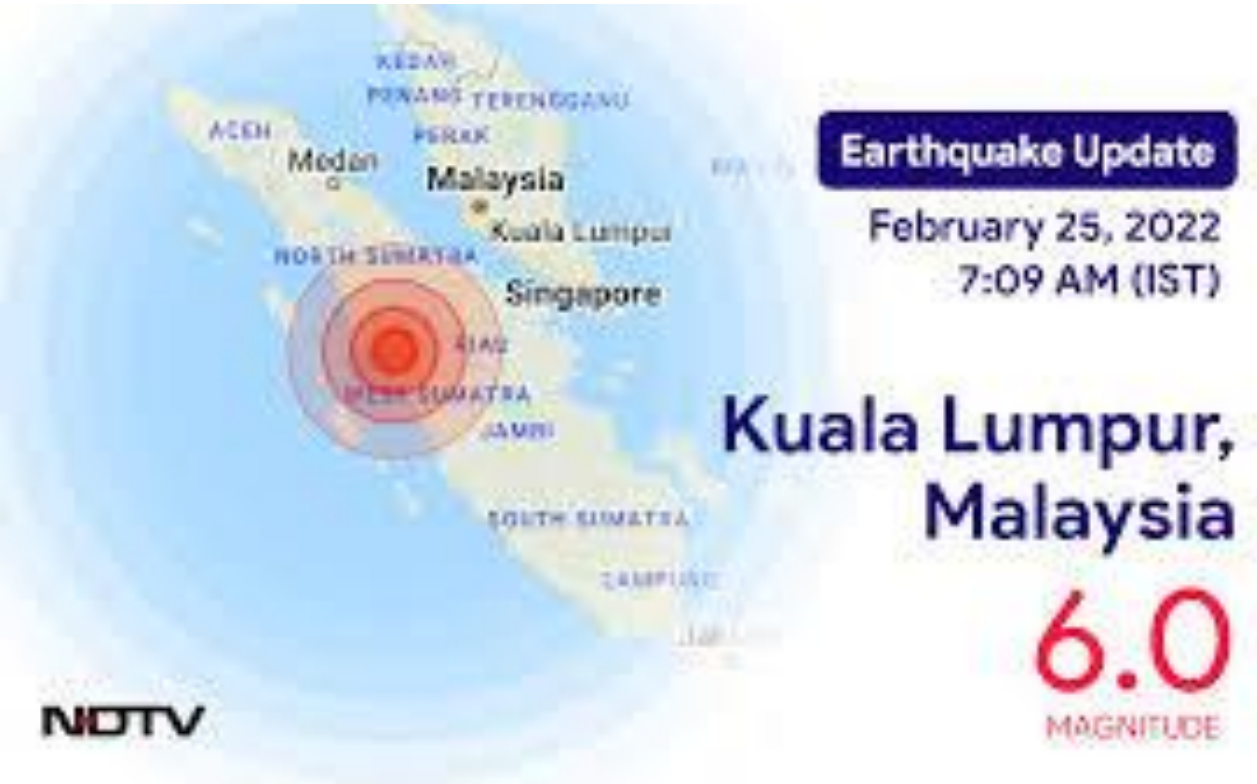 KEDAH
PENANG TERENGGANU
ACEH
PERAK
Medan
Malaysia
Kuala Lumpur
NORTH SUMATRA
Singapore
RIAU
WEST SUMATRA
JAMBI
SOUTH SUMATRA
LAMPUNG
Earthquake Update
February 25, 2022
7:09 AM (IST)
Kuala Lumpur,
Malaysia
6.0
MAGNITUDE
NDTV